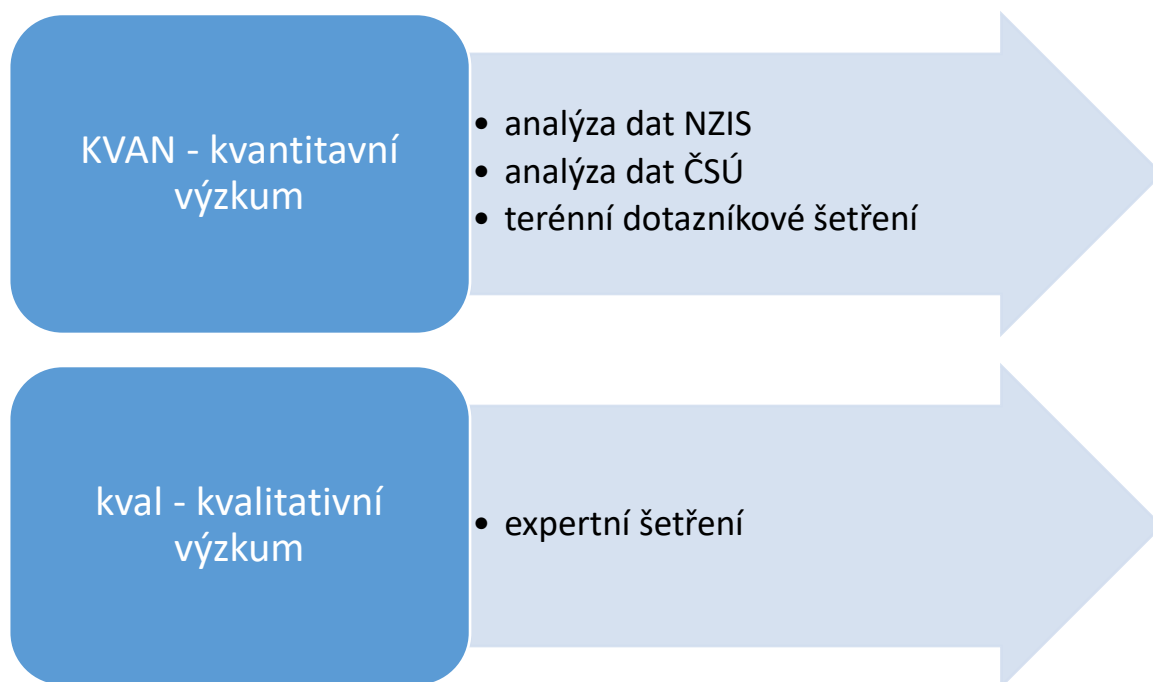 KVAN - kvantitavní
výzkum
• analýza dat NZIS
• analýza dat ČSÚ
• terénní dotazníkové šetření
kval - kvalitativní
výzkum
• expertní šetření